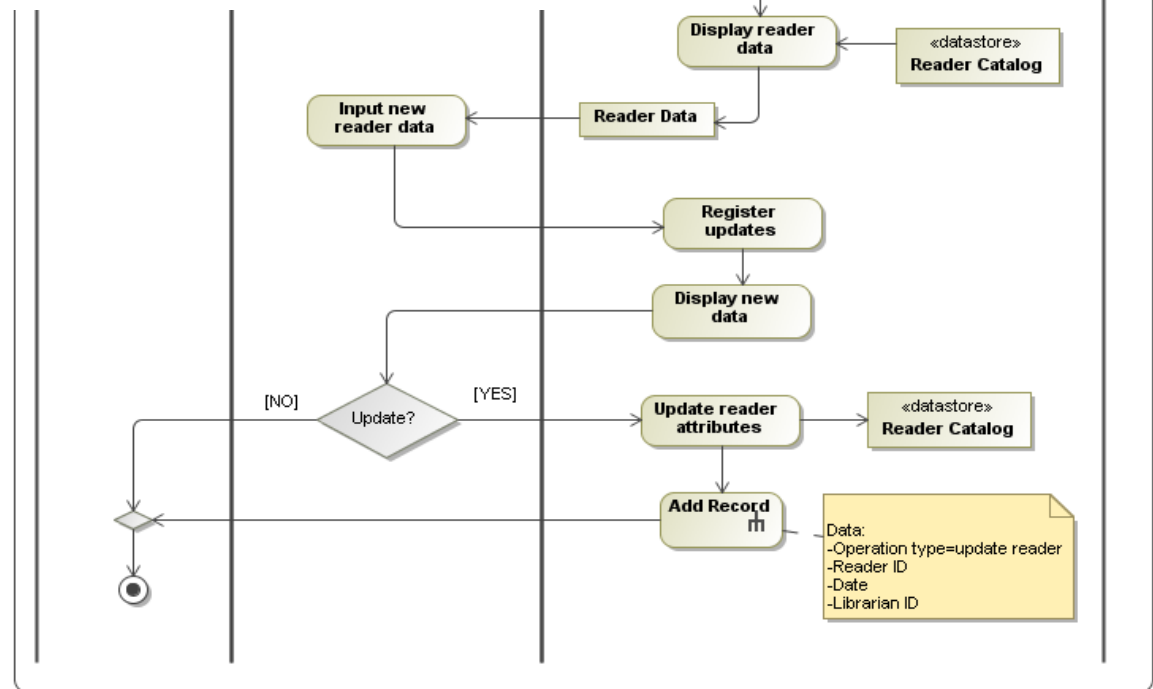 Display reader
data
«datastore»
Reader Catalog
Input new
reader data
Reader Data
Register
updates
Display new
data
[NO]
Update?
[YES]
Update reader
attributes
«datastore»
Reader Catalog
Add Record
Data:
-Operation type=update reader
-Reader ID
-Date
-Librarian ID